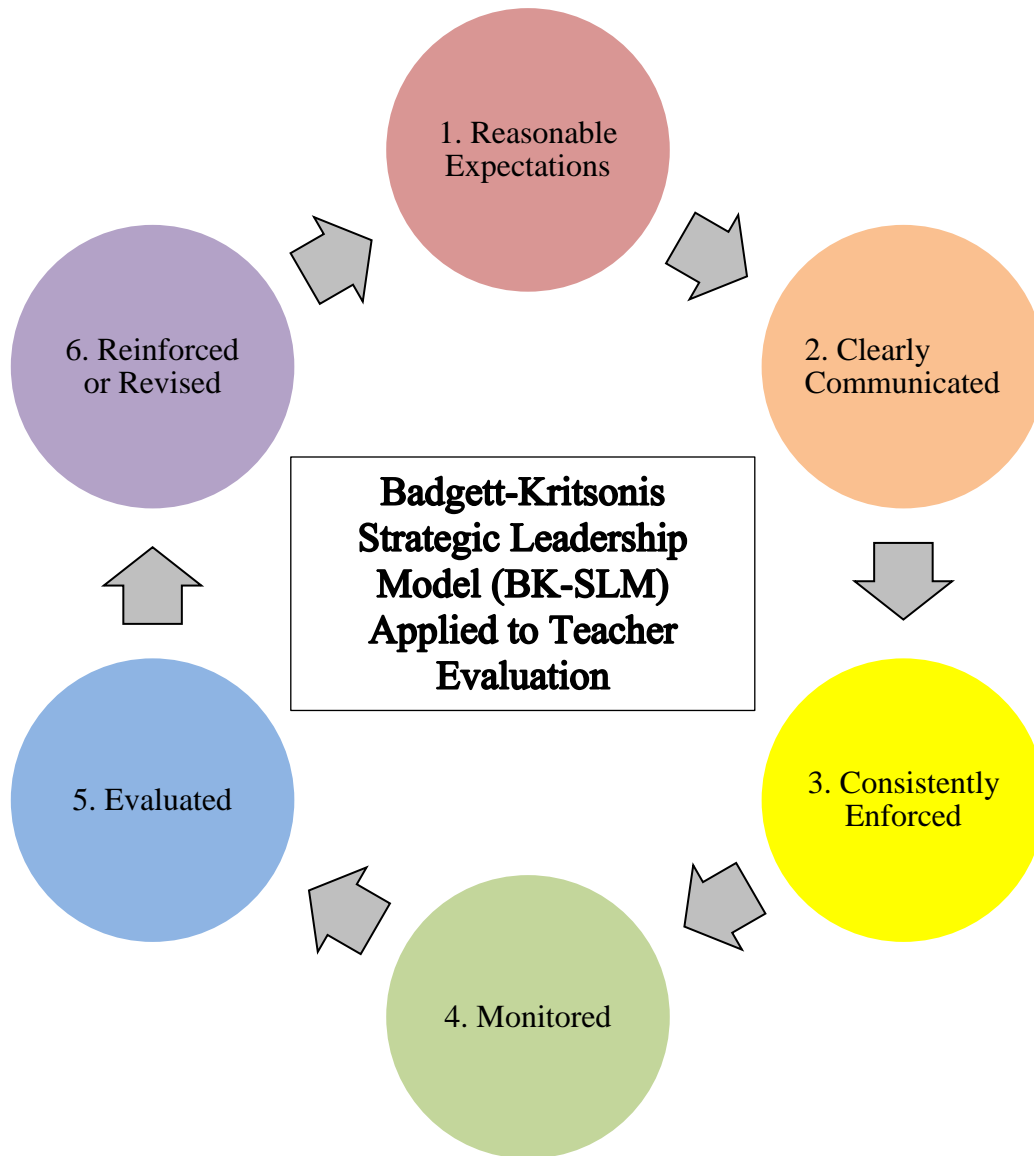 1. Reasonable
Expectations
2. Clearly
Communicated
3. Consistently
Enforced
4. Monitored
5. Evaluated
6. Reinforced
or Revised
Badgett-Kritsonis
Strategic Leadership
Model (BK-SLM)
Applied to Teacher
Evaluation